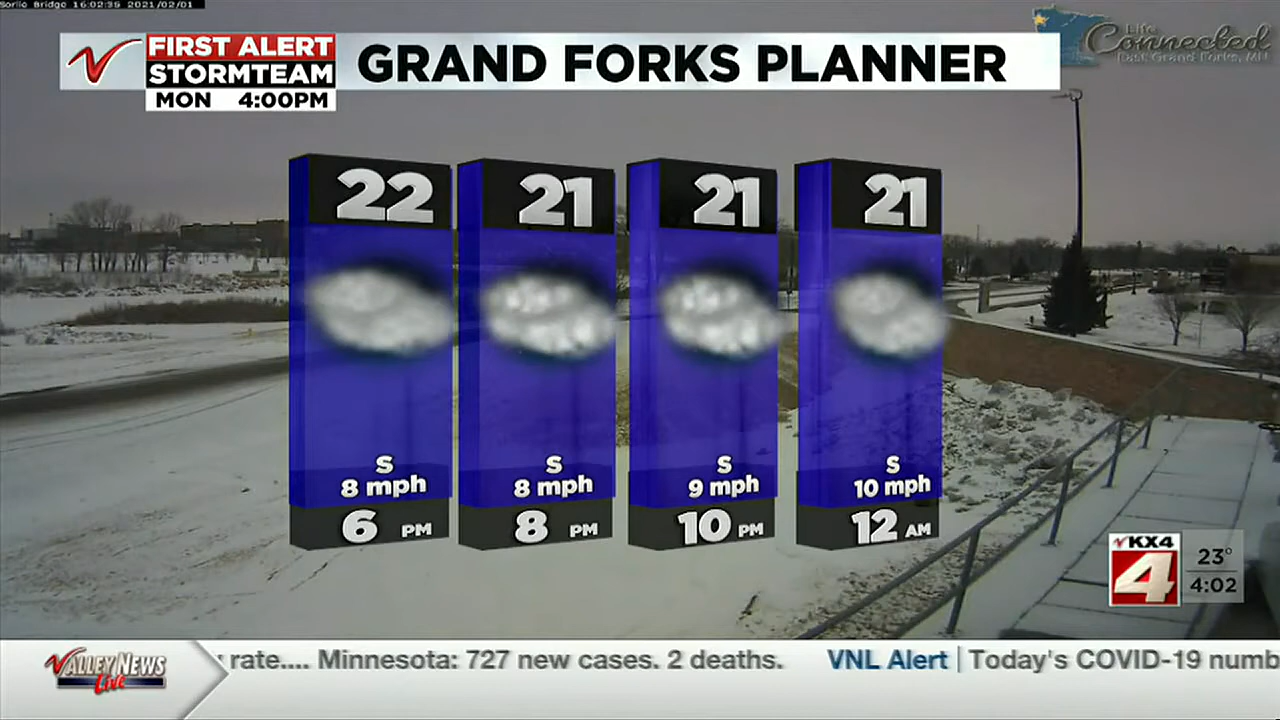 Sorlie Bridge 16:02:36 2021/02/01
FIRST ALERT
STORMTEAM
MON 4:00PM
GRAND FORKS PLANNER
Life
Connected
East Grand Forks, MN
22
21
21
21
S
8 mph
S
8 mph
S
9 mph
S
10 mph
6 PM
8 PM
10 PM
12 AM
KX4
4
23°
4:02
VALLEY NEWS
Live
rate.... Minnesota: 727 new cases. 2 deaths. VNL Alert | Today's COVID-19 numb